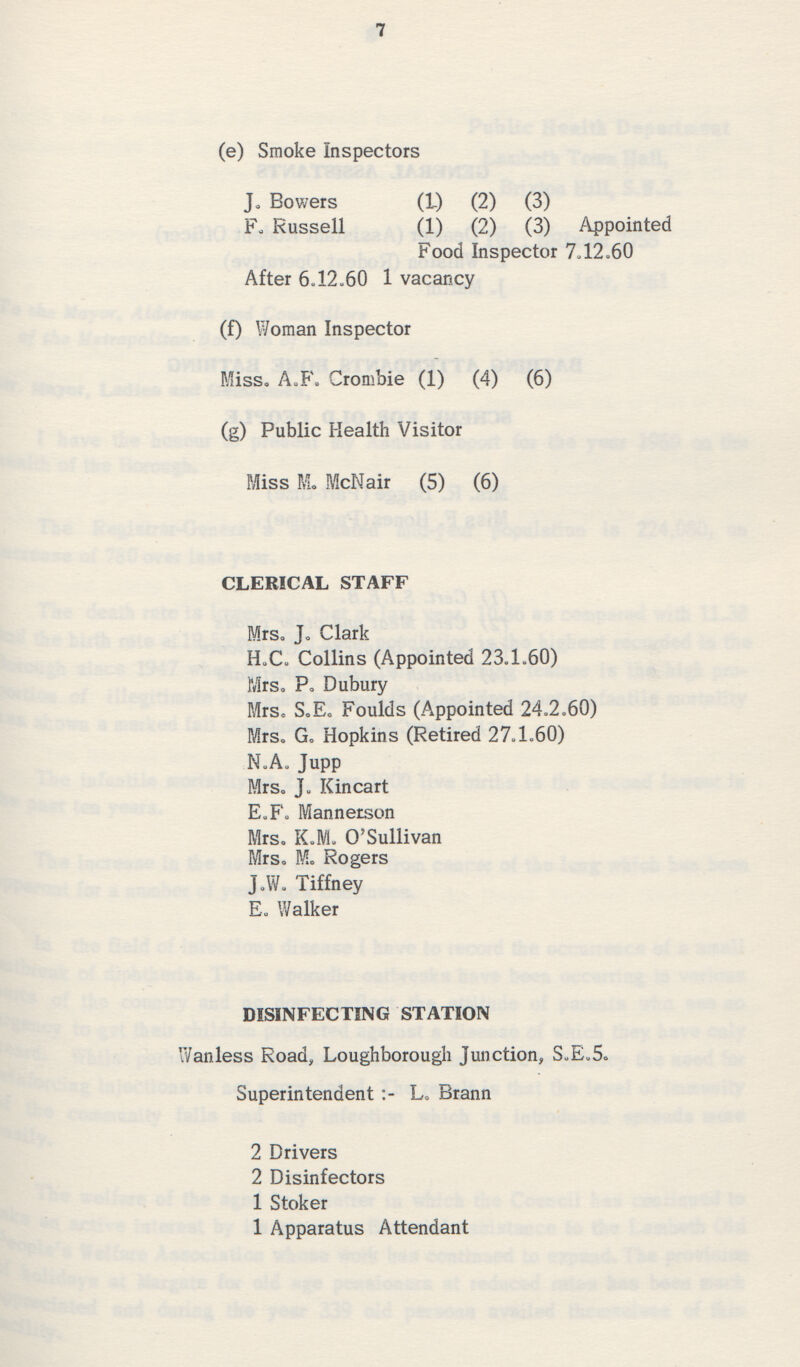 7
(e) Smoke Inspectors
J. Bowers (1) (2) (3)
F. Russell (1) (2) (3) Appointed
Food Inspector 7.12.60
After 6.12.60 1 vacancy
(f) Woman Inspector
Miss. A.F. Crombie (1) (4) (6)
(g) Public Health Visitor
Miss M. McNair (5) (6)
CLERICAL STAFF
Mrs. J. Clark
H.C. Collins (Appointed 23.1.60)
Mrs. P. Dubury
Mrs. S.E. Foulds (Appointed 24.2.60)
Mrs. G. Hopkins (Retired 27.1.60)
N.A. Jupp
Mrs. J. Kincart
E.F. Mannerson
Mrs. K.M. O'Sullivan
Mrs. M. Rogers
J.W. Tiffney
E. Walker
DISINFECTING STATION
Wanless Road, Loughborough Junction, S.E.5.
Superintendent :- L. Brann
2 Drivers
2 Disinfectors
1 Stoker
1 Apparatus Attendant